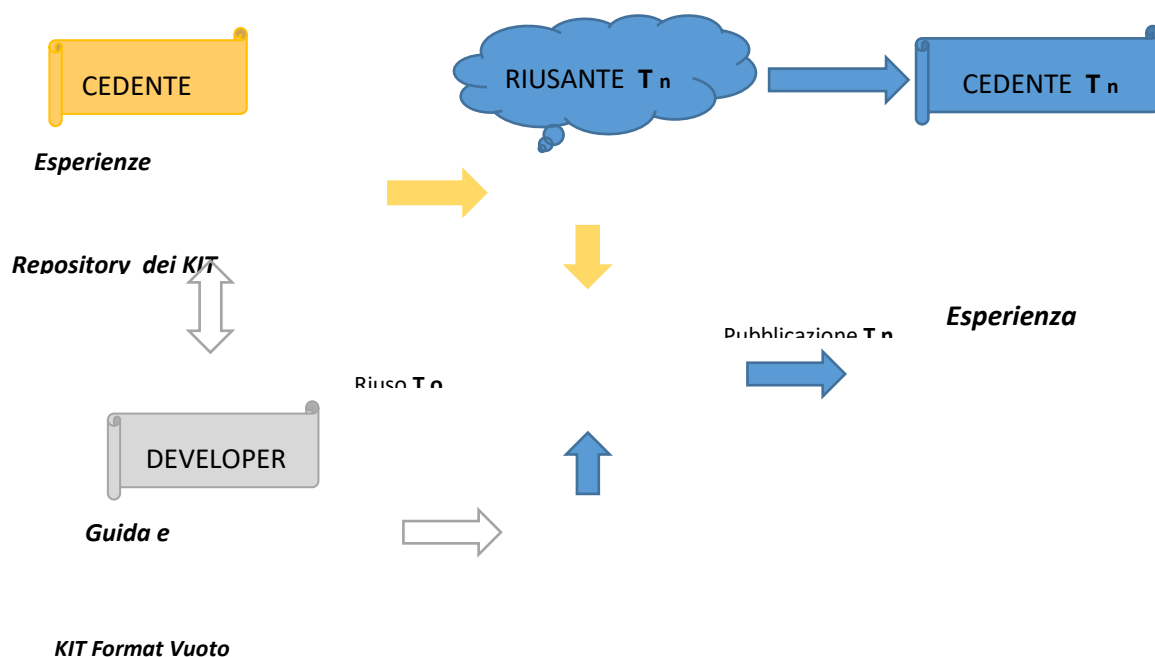 CEDENTE
RIUSANTE T n
CEDENTE T n
Esperienze
Repository dei KIT
Esperienza
Pubblicazione T n
Riuso T o
DEVELOPER
Guida e
KIT Format Vuoto